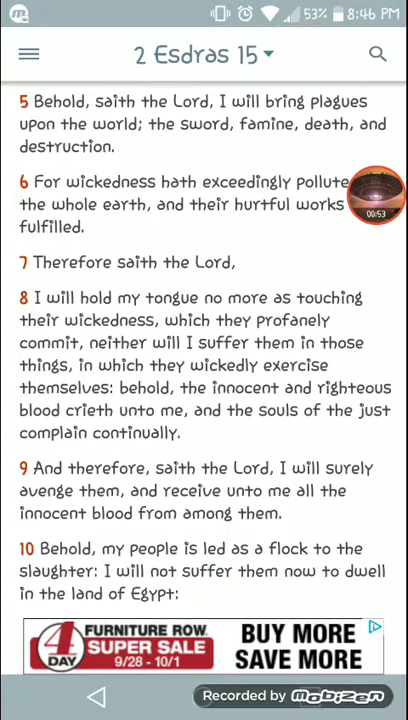 53% 8:46 PM
2 Esdras 15
5 Behold, saith the Lord, I will bring plagues
upon the world; the sword, famine, death, and
destruction.
6 For wickedness hath exceedingly pollute
the whole earth, and their hurtful works
fulfilled.
00:53
7 Therefore saith the Lord,
8 I will hold my tongue no more as touching
their wickedness, which they profanely
commit, neither will I suffer them in those
things, in which they wickedly exercise
themselves: behold, the innocent and righteous
blood crieth unto me, and the souls of the just
complain continually.
9 And therefore, saith the Lord, I will surely
avenge them, and receive unto me all the
innocent blood from among them.
10 Behold, my people is led as a flock to the
slaughter: I will not suffer them now to dwell
in the land of Egypt:
4 DAY
FURNITURE ROW
SUPER SALE
9/28 - 10/1
BUY MORE
SAVE MORE
Recorded by mobizen